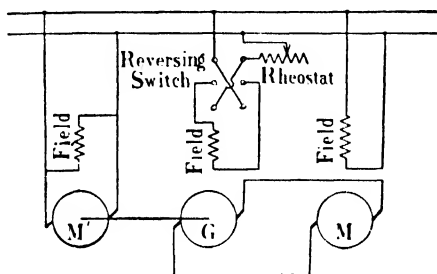 Reversing
Switch
Rheostat
Field
Field
Field
M'
G
M